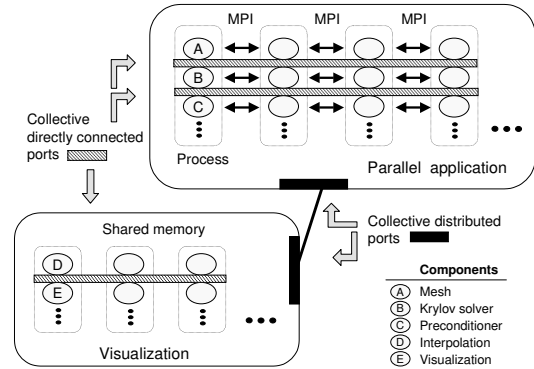 MPI MPI MPI
A
B
C
Collective
directly connected
ports
Process
Parallel application
Shared memory
D
E
Visualization
Collective distributed
ports
Components
A Mesh
B Krylov solver
C Preconditioner
D Interpolation
E Visualization